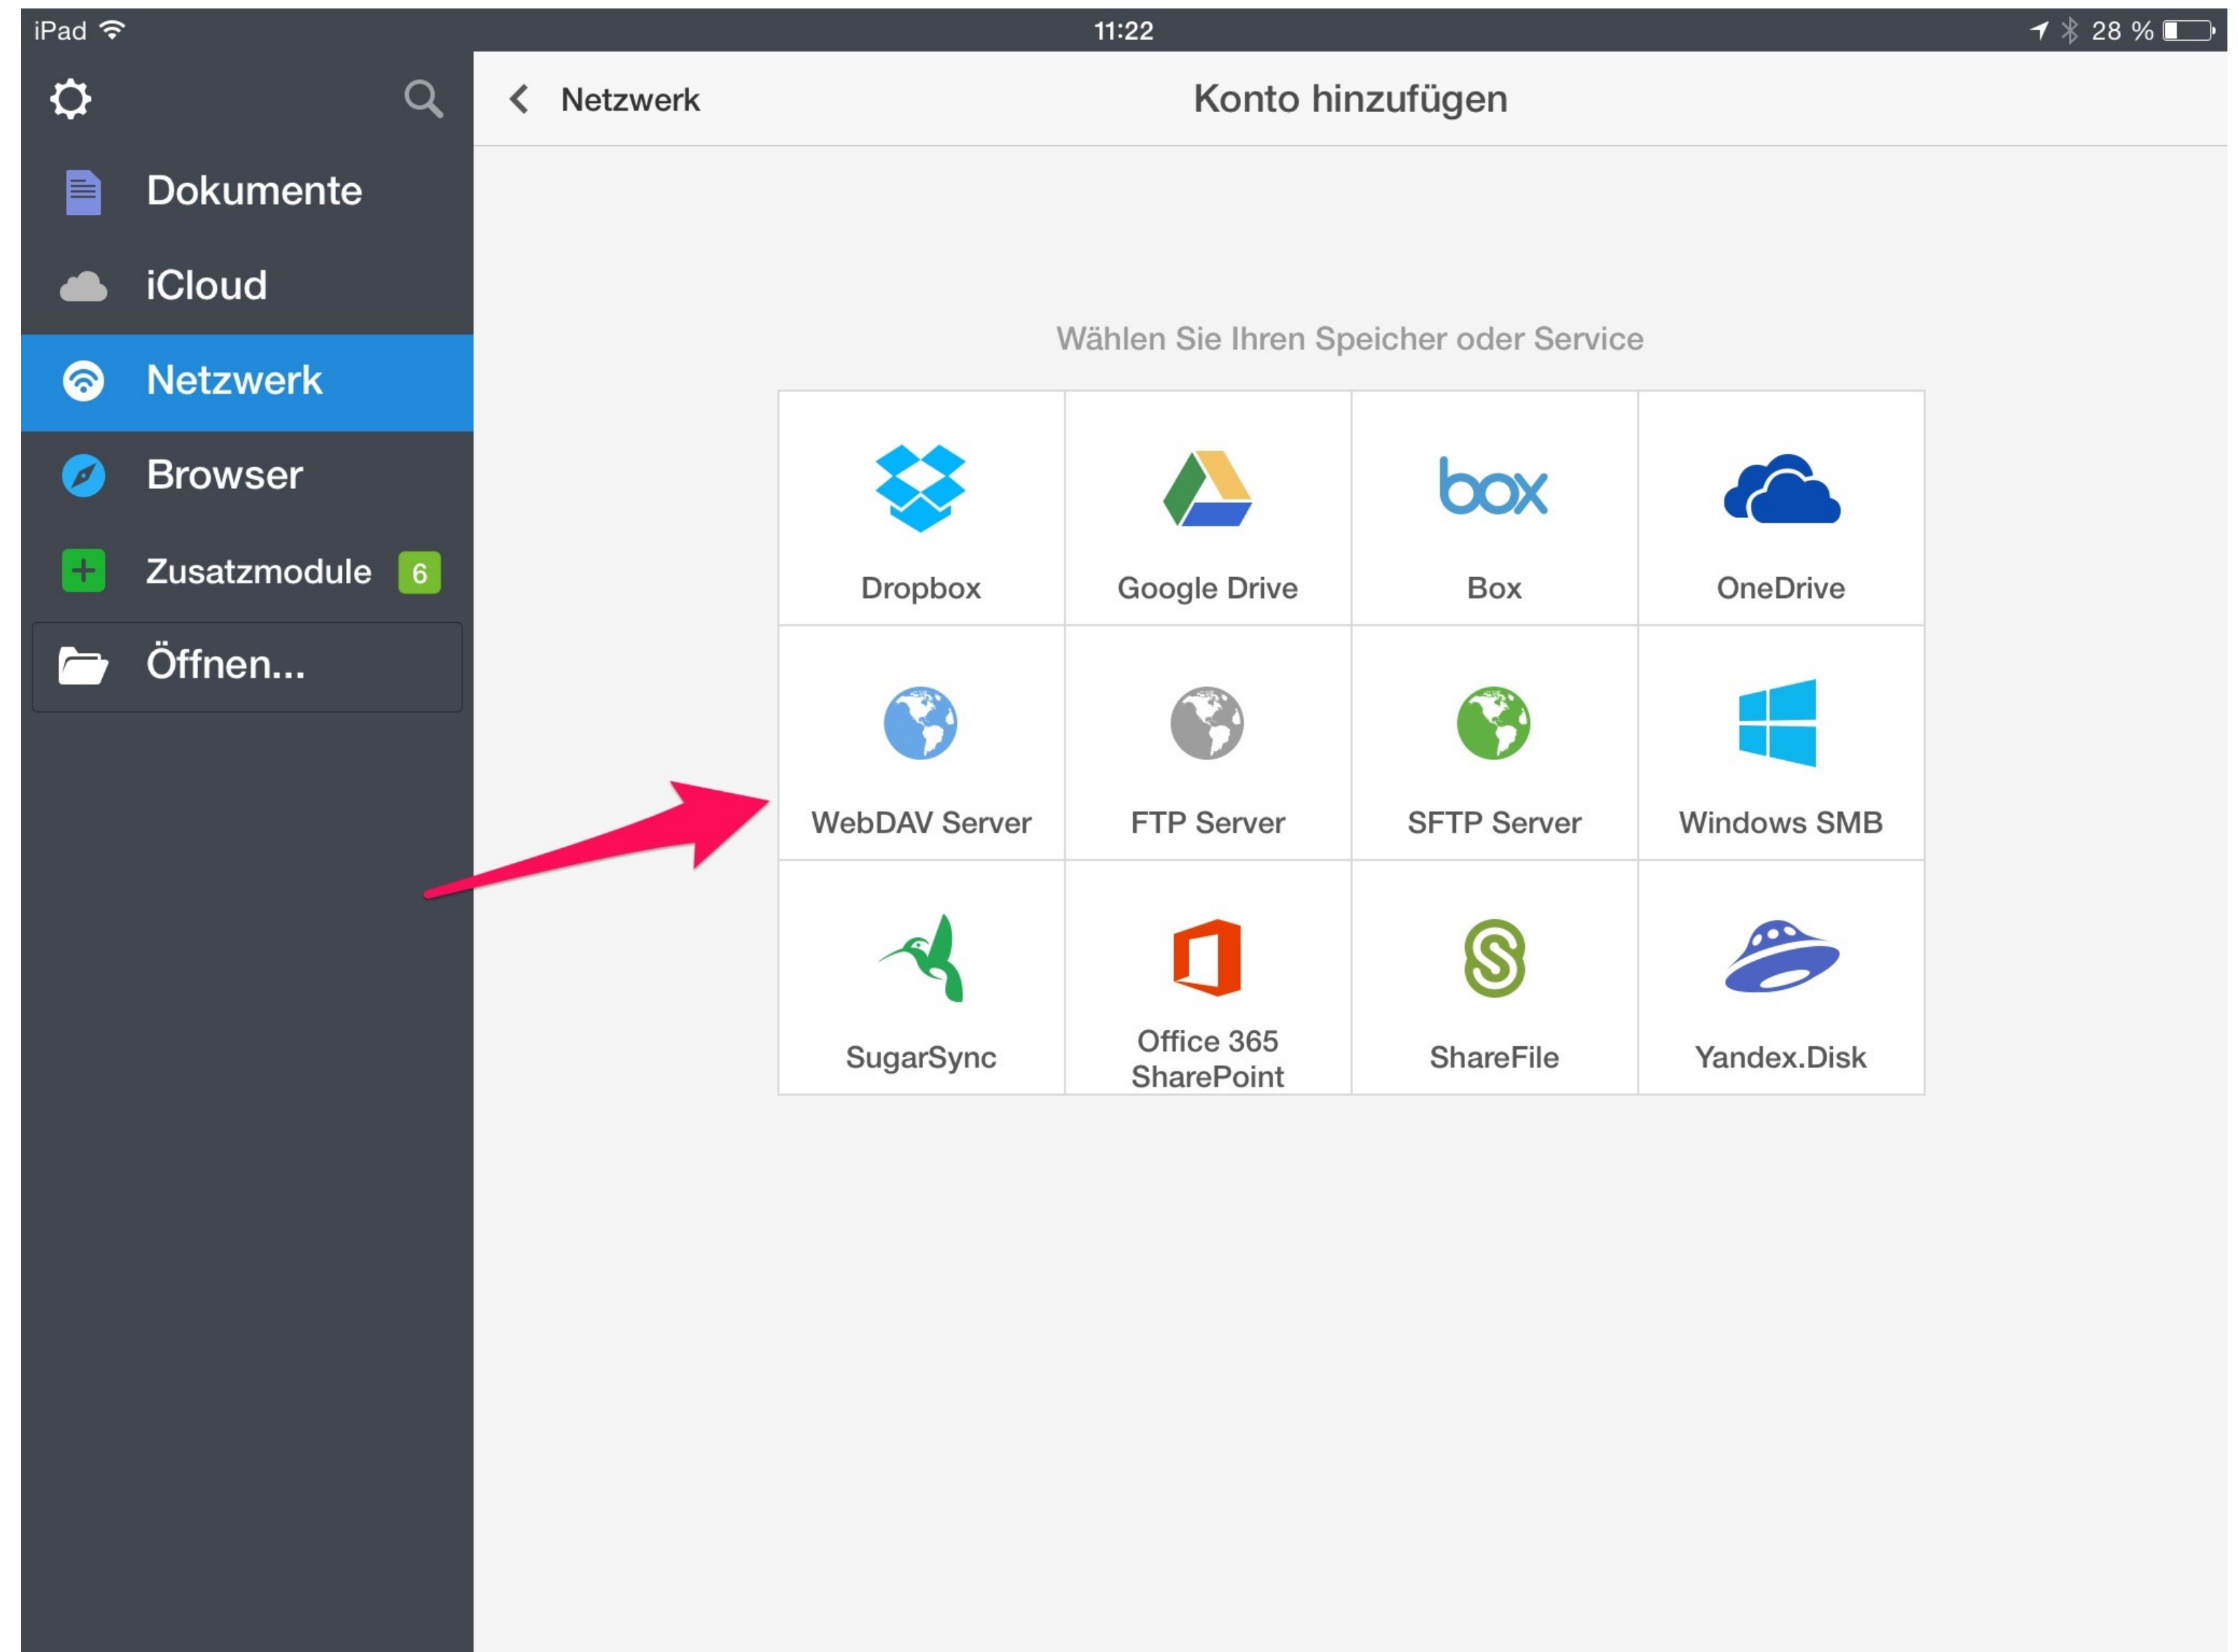 iPad
11:22
28 %
Netzwerk
Konto hinzufügen
Dokumente
iCloud
Netzwerk
Browser
Zusatzmodule 6
Öffnen...
Wählen Sie Ihren Speicher oder Service
box
Dropbox
Google Drive
Box
OneDrive
WebDAV Server
FTP Server
SFTP Server
Windows SMB
SugarSync
Office 365
SharePoint
ShareFile
Yandex.Disk